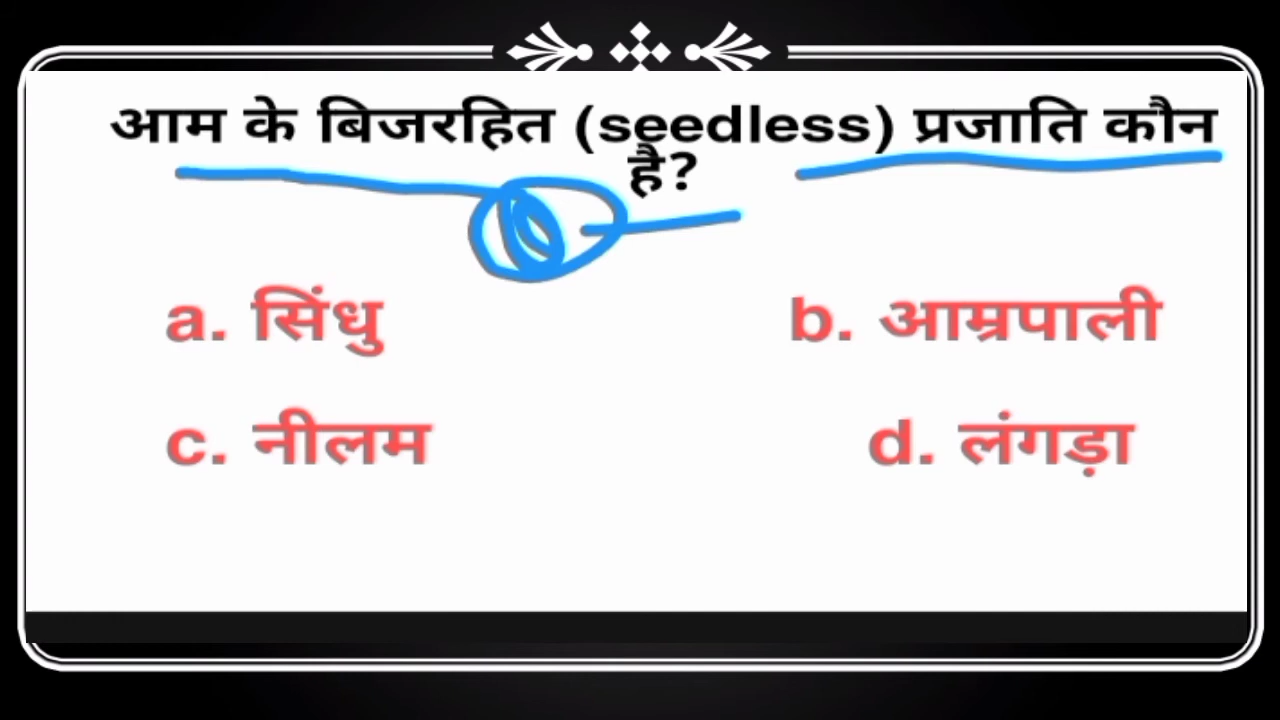 आम के बिजरहित (seedless) प्रजाति कौन
है?
a. सिंधु
b. आम्रपाली
c. नीलम
d. लंगड़ा